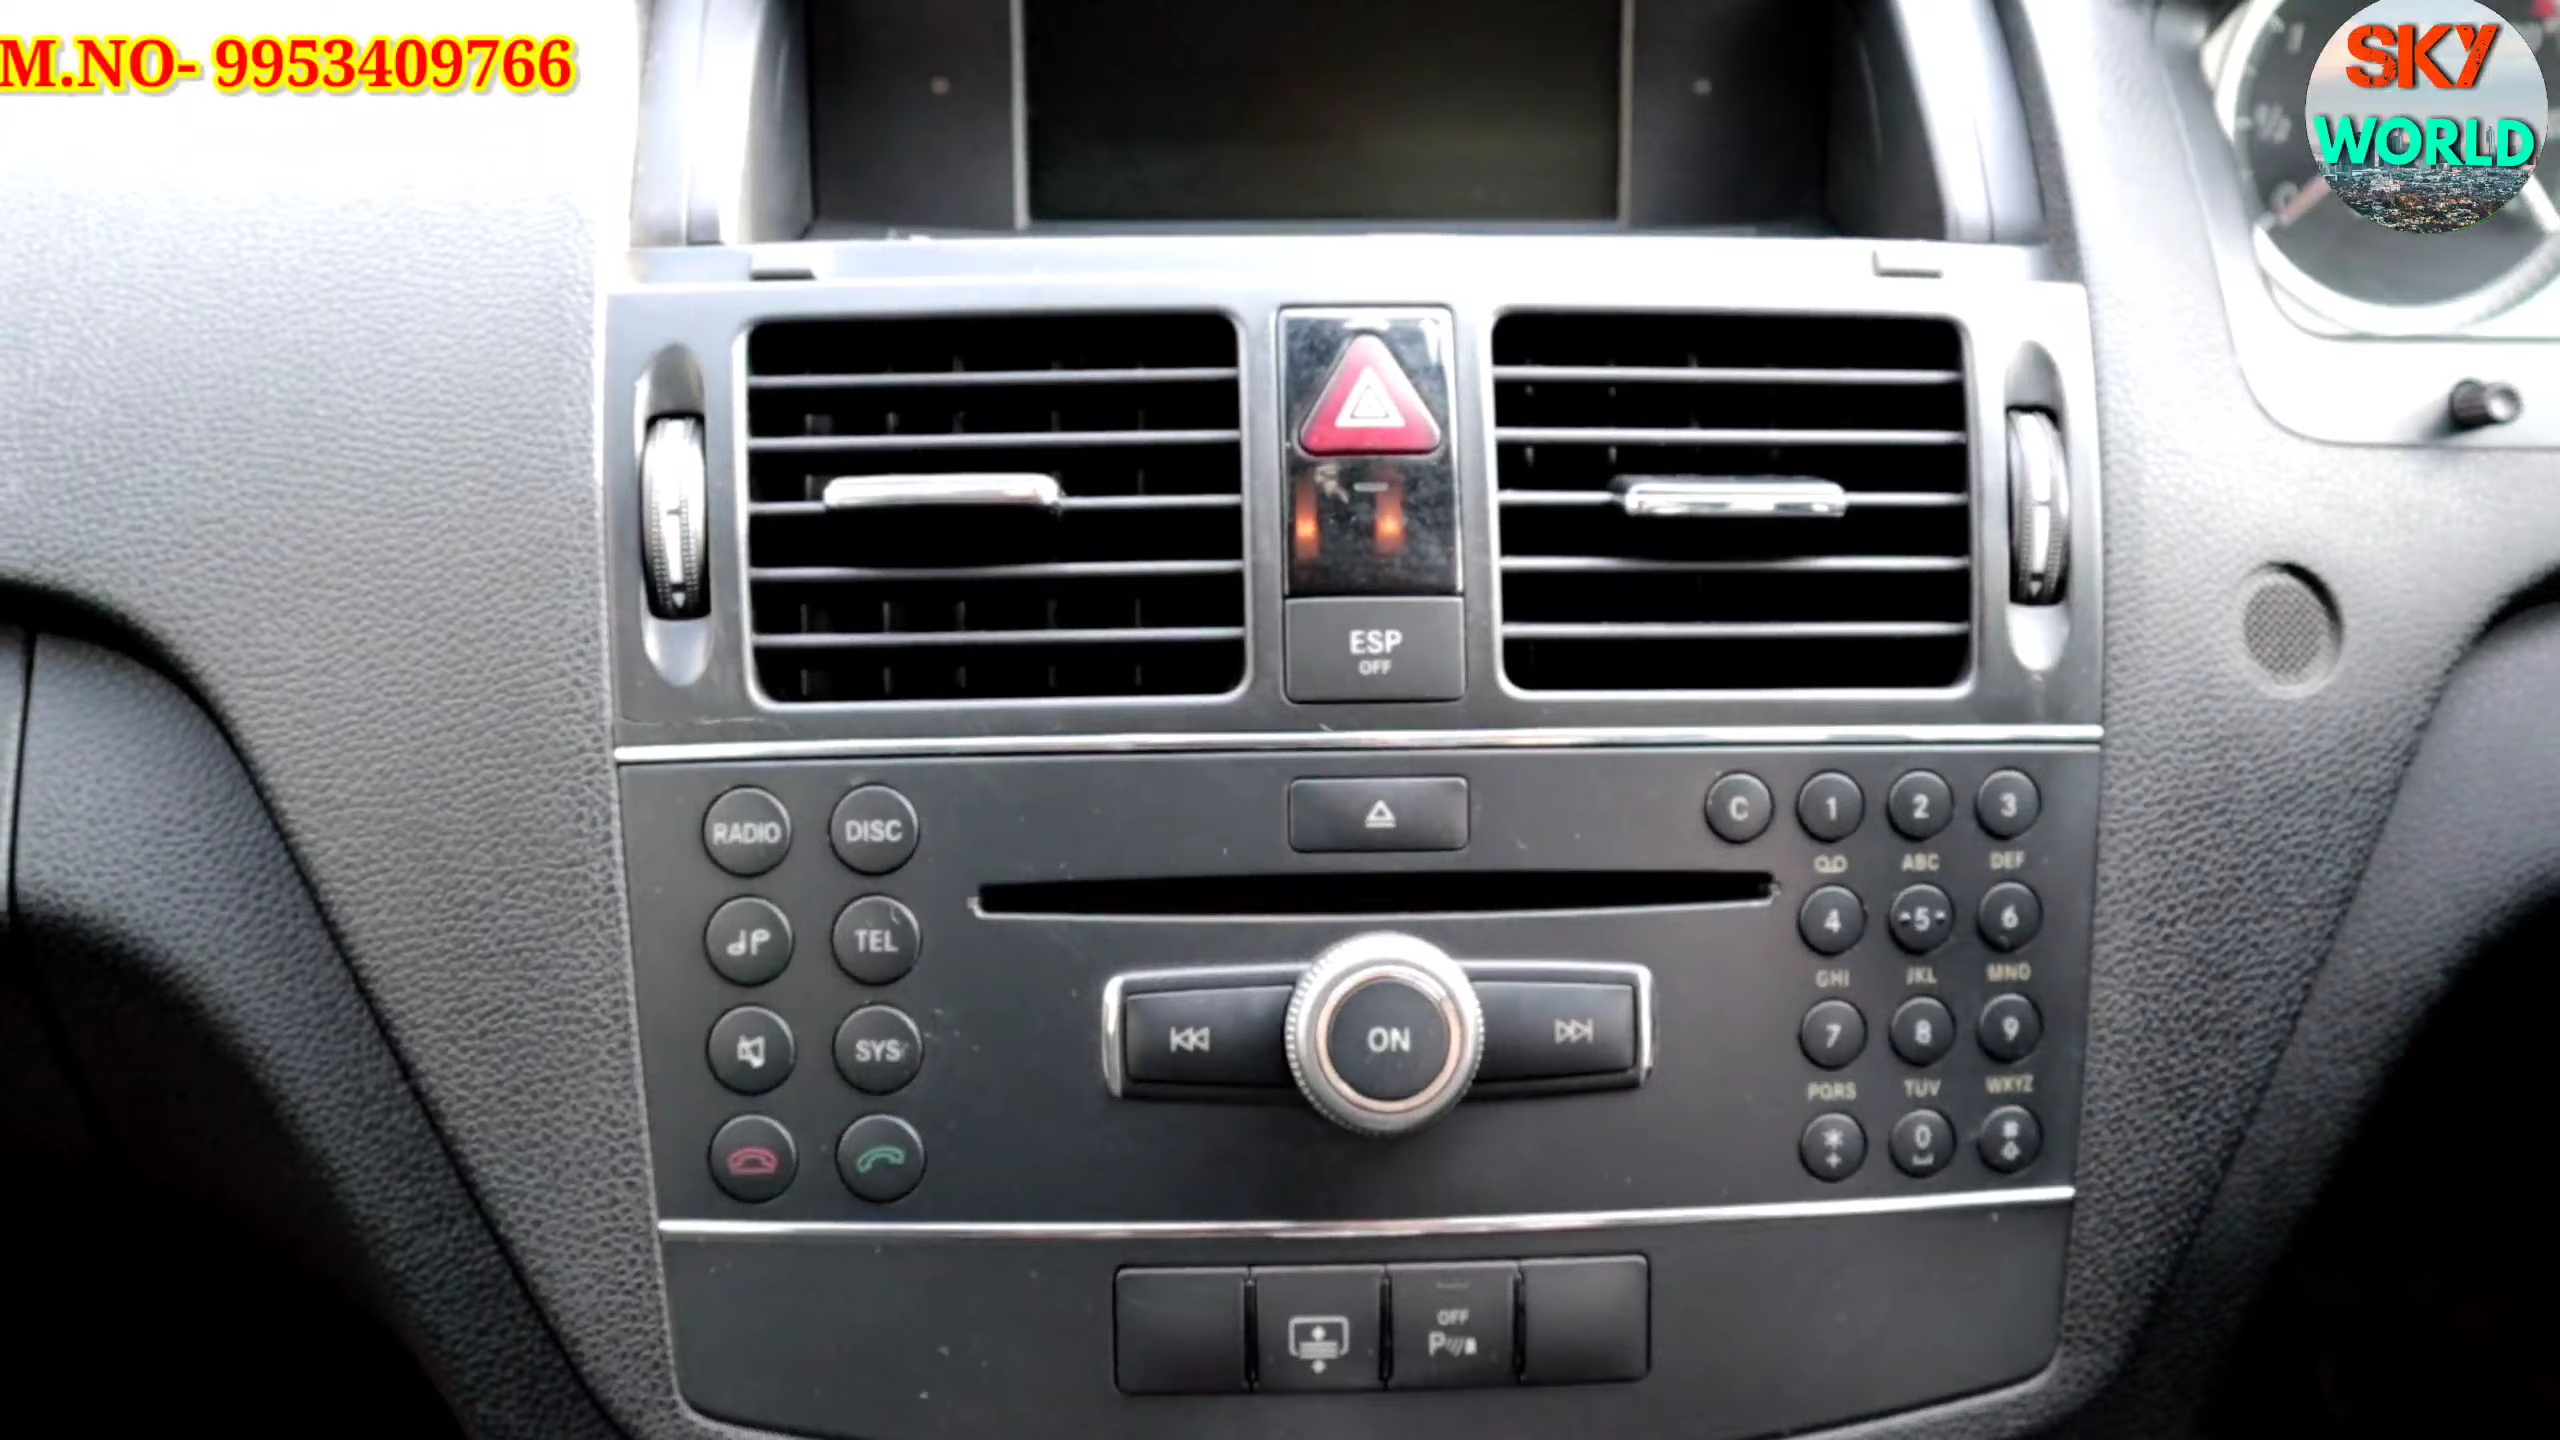 M.NO- 9953409766
SKY
WORLD
ESP
OFF
RADIO
DISC
TEL
SYS
ON
C
1
2
3
ABC
DEF
4
5
6
GHI
JKL
MNO
7
8
9
PQRS
TUV
WXYZ
*
+
0
OFF
P